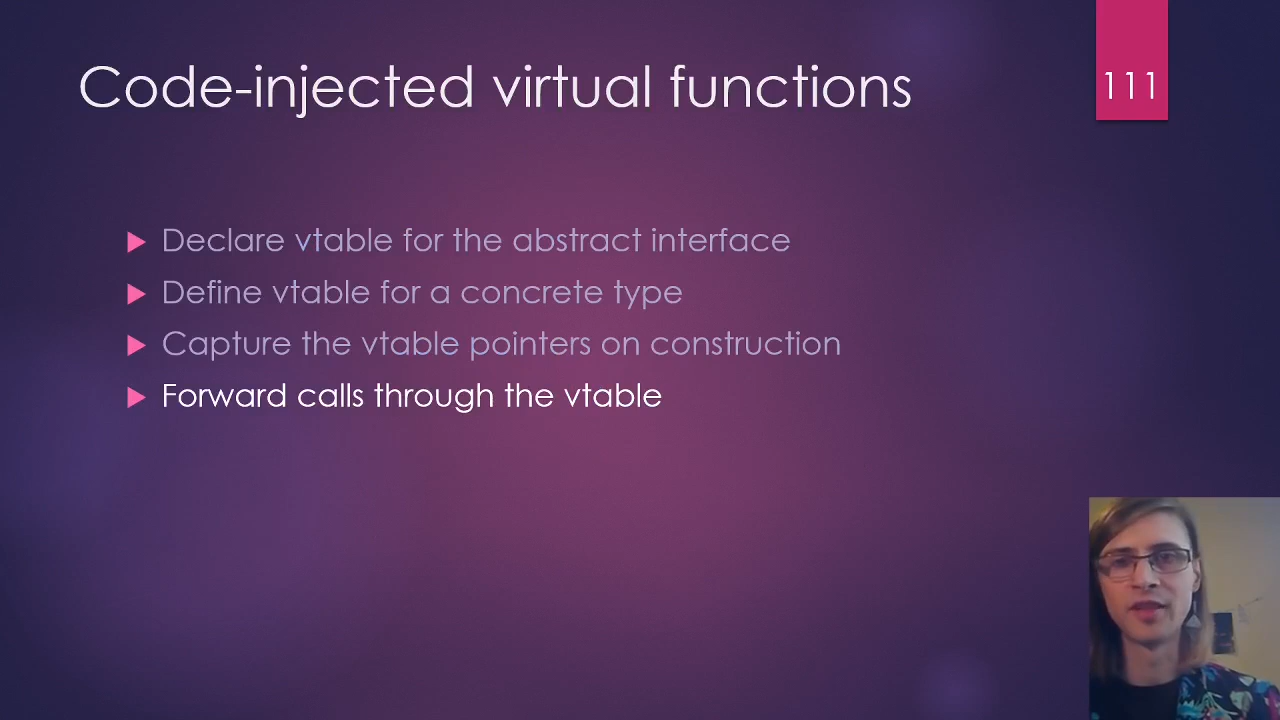 Code-injected virtual functions
111
Declare vtable for the abstract interface
Define vtable for a concrete type
Capture the vtable pointers on construction
Forward calls through the vtable